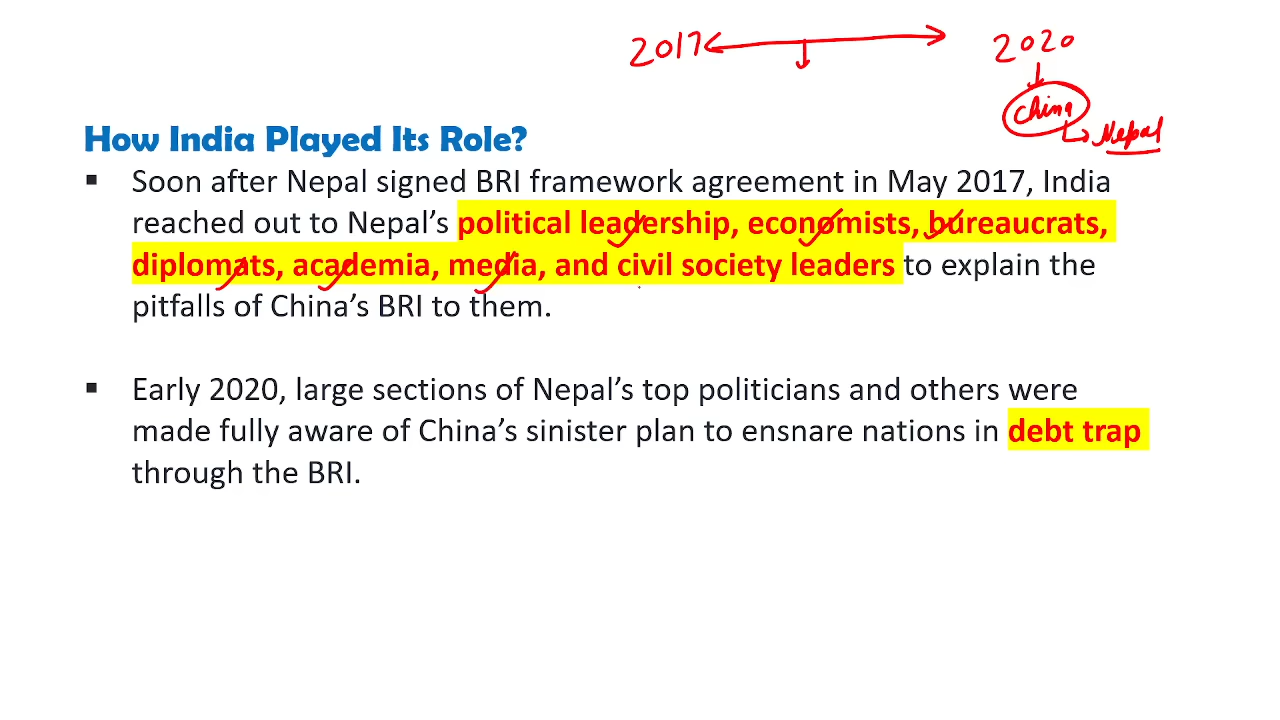 2017 2020
China
Nepal
How India Played Its Role?
▪ Soon after Nepal signed BRI framework agreement in May 2017, India
reached out to Nepal’s political leadership, economists, bureaucrats,
diplomats, academia, media, and civil society leaders to explain the
pitfalls of China’s BRI to them.
▪ Early 2020, large sections of Nepal’s top politicians and others were
made fully aware of China’s sinister plan to ensnare nations in debt trap
through the BRI.